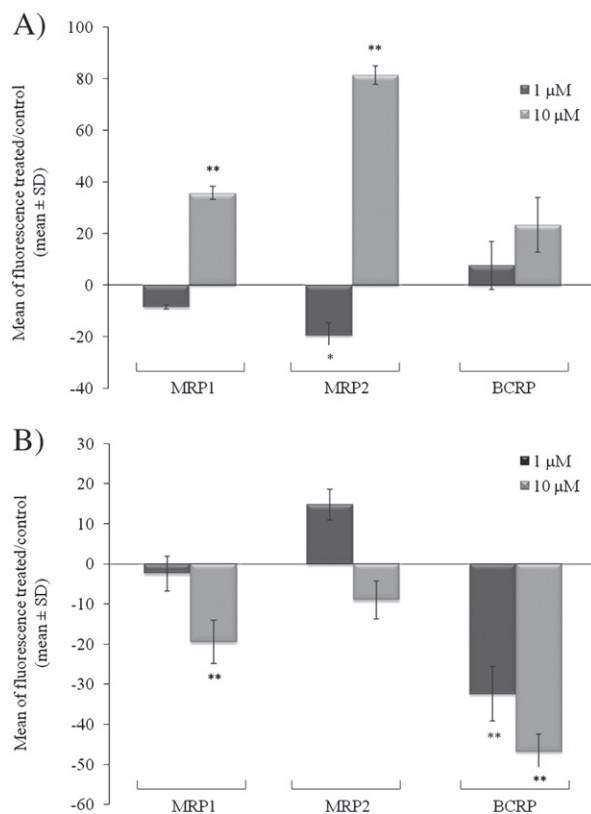 A)
Mean of fluorescence treated/control
(mean ± SD)
100
80
60
40
20
0
-20
-40
**
**
*
1 μM
10 μM
MRP1
MRP2
BCRP
B)
Mean of fluorescence treated/control
(mean ± SD)
30
20
10
0
-10
-20
-30
-40
-50
-60
1 μM
10 μM
**
**
**
MRP1
MRP2
BCRP